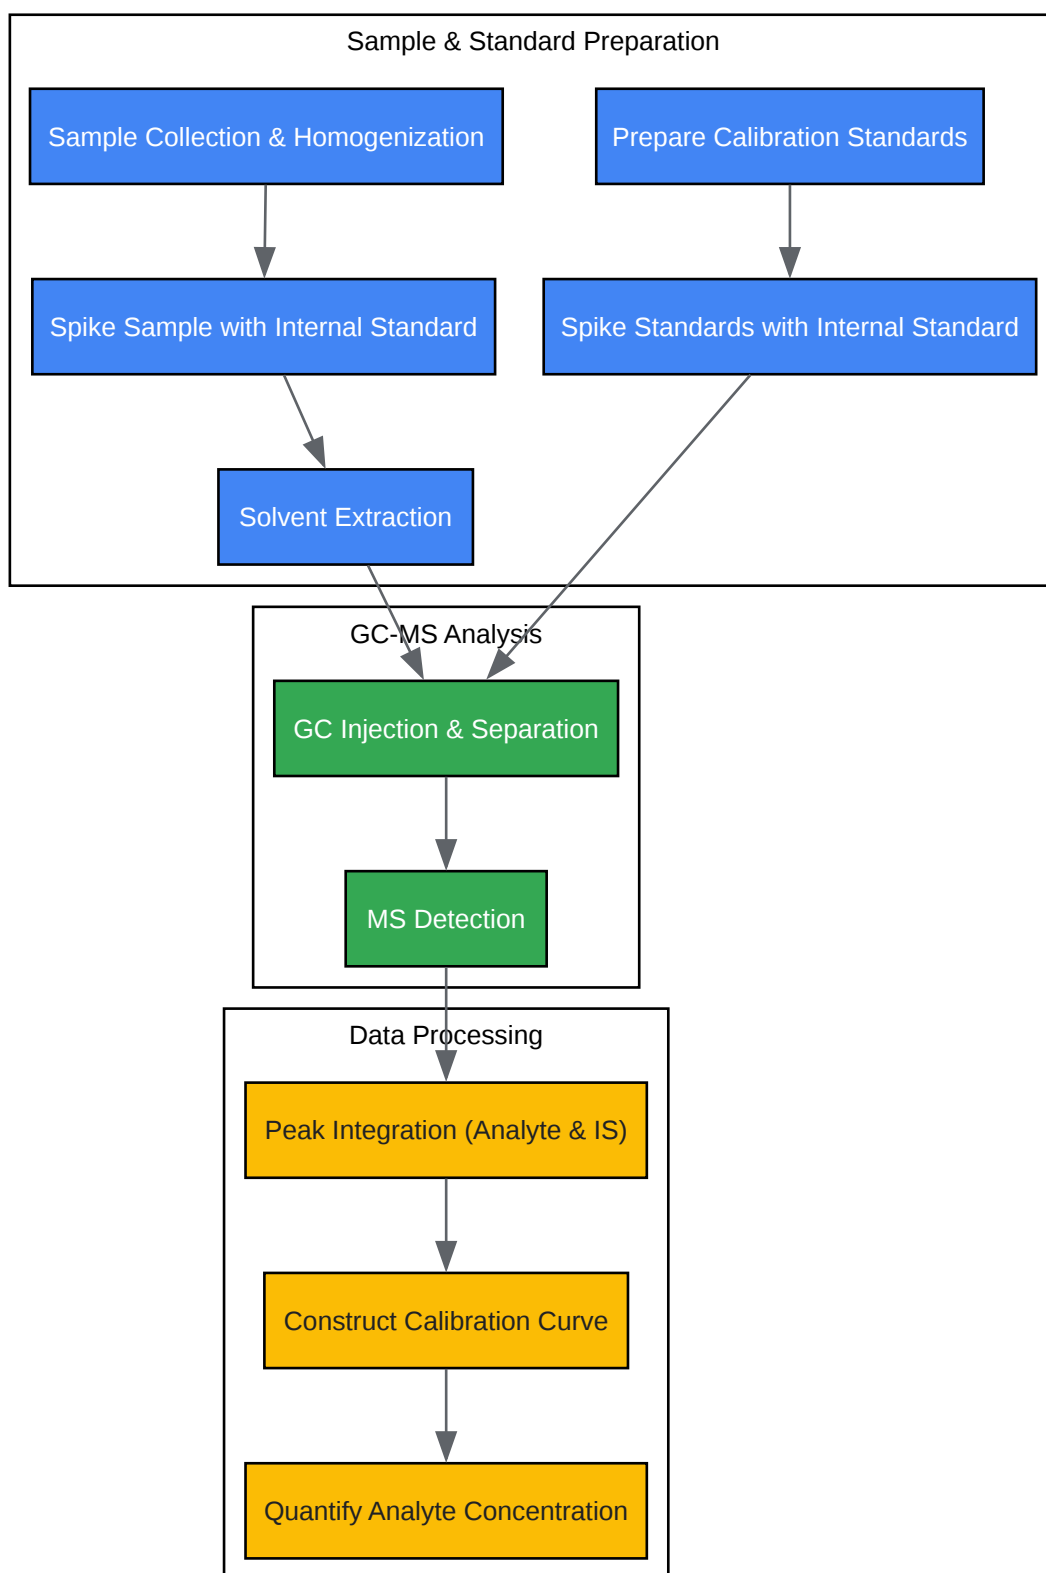 Sample & Standard Preparation
Sample Collection & Homogenization
Prepare Calibration Standards
Spike Sample with Internal Standard
Spike Standards with Internal Standard
Solvent Extraction
GC-MS Analysis
GC Injection & Separation
MS Detection
Data Processing
Peak Integration (Analyte & IS)
Construct Calibration Curve
Quantify Analyte Concentration